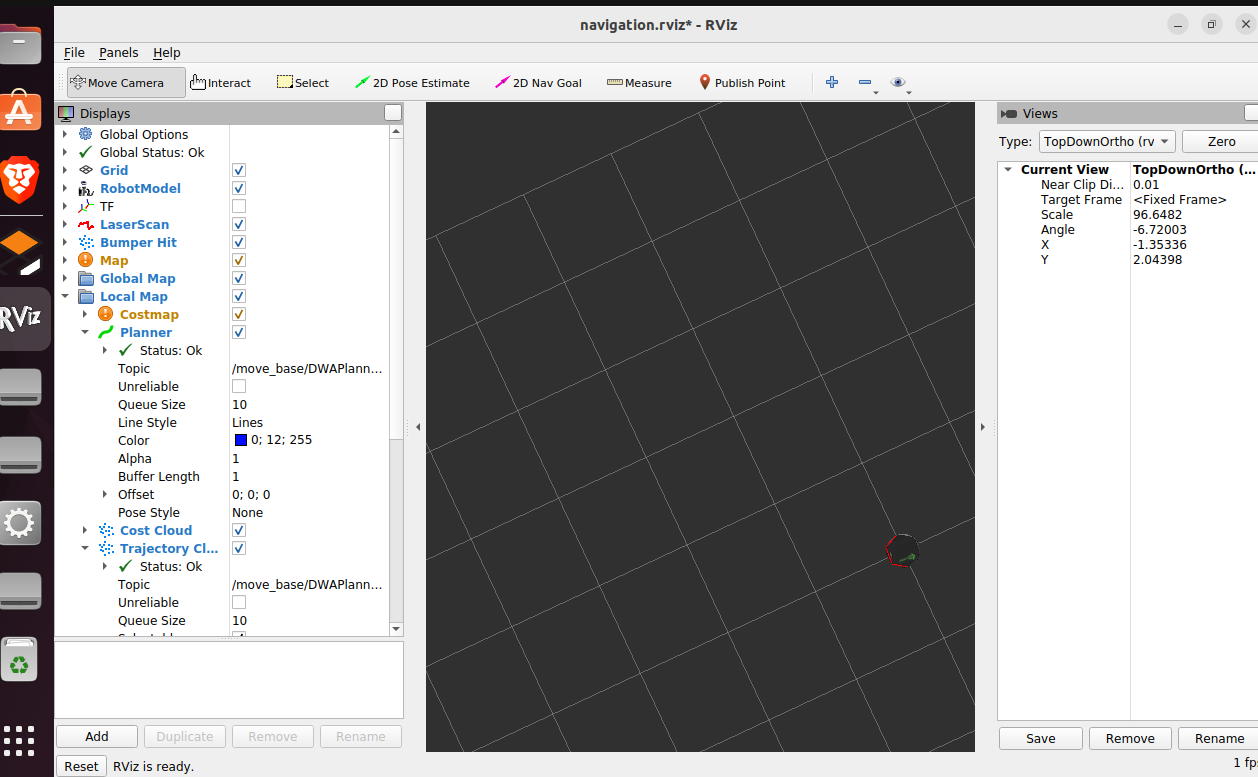 navigation.rviz* - RViz
File Panels Help
Move Camera Interact Select 2D Pose Estimate 2D Nav Goal Measure Publish Point
Displays
Global Options
Global Status: Ok
Grid
RobotModel
TF
LaserScan
Bumper Hit
Map
Global Map
Local Map
Costmap
Planner
Status: Ok
Topic /move_base/DWAPlann...
Unreliable
Queue Size 10
Line Style Lines
Color 0; 12; 255
Alpha 1
Buffer Length 1
Offset 0; 0; 0
Pose Style None
Cost Cloud
Trajectory Cl...
Status: Ok
Topic /move_base/DWAPlann...
Unreliable
Queue Size 10
Add Duplicate Remove Rename
Reset RViz is ready.
Views
Type: TopDownOrtho (rv Zero
Current View TopDownOrtho (...
Near Clip Di... 0.01
Target Frame <Fixed Frame>
Scale 96.6482
Angle -6.72003
X -1.35336
Y 2.04398
Save Remove Rename
1 fp
RViz